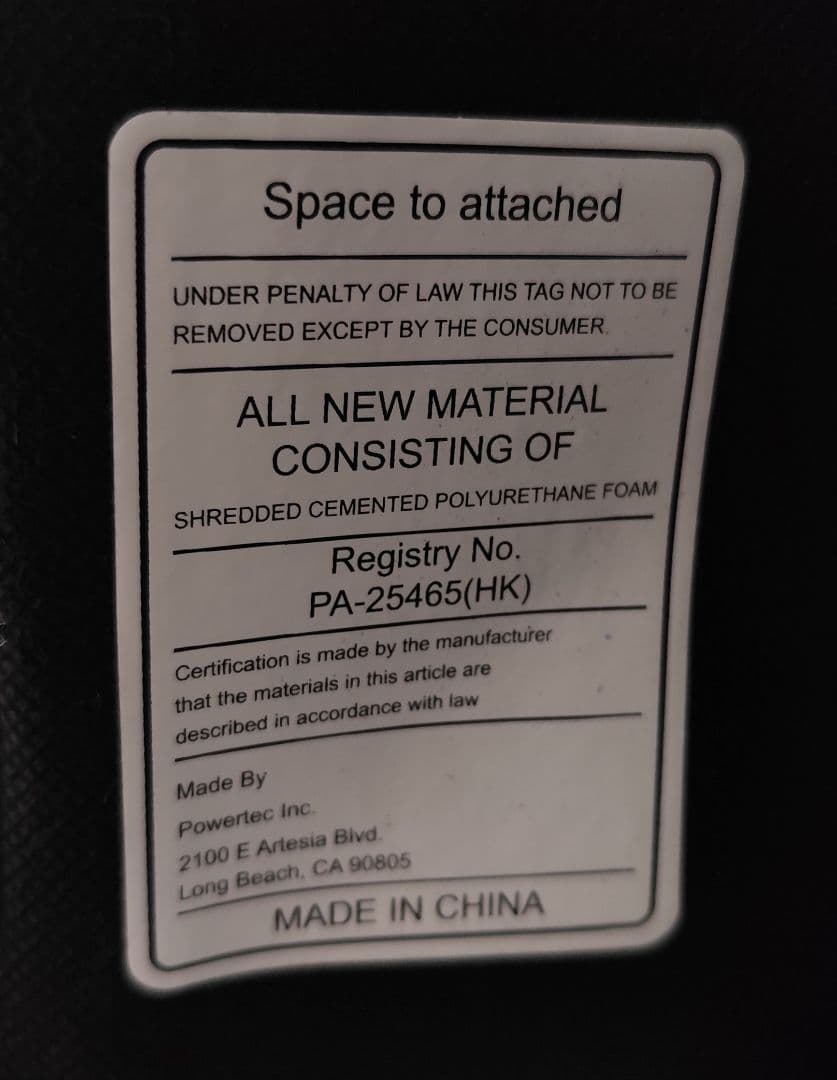 Space to attached
UNDER PENALTY OF LAW THIS TAG NOT TO BE
REMOVED EXCEPT BY THE CONSUMER.
ALL NEW MATERIAL
CONSISTING OF
SHREDDED CEMENTED POLYURETHANE FOAM
Registry No.
PA-25465(HK)
Certification is made by the manufacturer
that the materials in this article are
described in accordance with law
Made By
Powertec Inc.
2100 E Artesia Blvd.
Long Beach, CA 90805
MADE IN CHINA